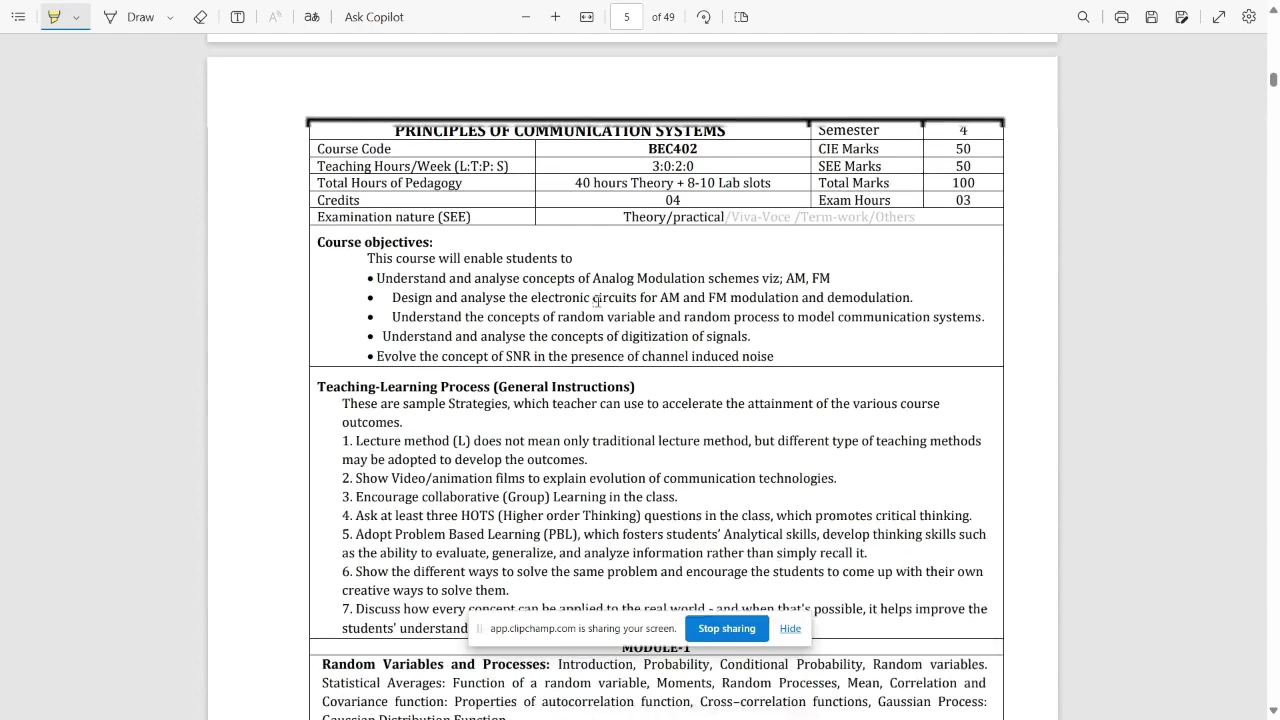 Draw
Ask Copilot
5
of 49
PRINCIPLES OF COMMUNICATION SYSTEMS Semester 4
Course Code BEC402 CIE Marks 50
Teaching Hours/Week (L:T:P: S) 3:0:2:0 SEE Marks 50
Total Hours of Pedagogy 40 hours Theory + 8-10 Lab slots Total Marks 100
Credits 04 Exam Hours 03
Examination nature (SEE) Theory/practical/Viva-Voce /Term-work/Others
Course objectives:
This course will enable students to
• Understand and analyse concepts of Analog Modulation schemes viz; AM, FM
• Design and analyse the electronic circuits for AM and FM modulation and demodulation.
• Understand the concepts of random variable and random process to model communication systems.
• Understand and analyse the concepts of digitization of signals.
• Evolve the concept of SNR in the presence of channel induced noise
Teaching-Learning Process (General Instructions)
These are sample Strategies, which teacher can use to accelerate the attainment of the various course
outcomes.
1. Lecture method (L) does not mean only traditional lecture method, but different type of teaching methods
may be adopted to develop the outcomes.
2. Show Video/animation films to explain evolution of communication technologies.
3. Encourage collaborative (Group) Learning in the class.
4. Ask at least three HOTS (Higher order Thinking) questions in the class, which promotes critical thinking.
5. Adopt Problem Based Learning (PBL), which fosters students' Analytical skills, develop thinking skills such
as the ability to evaluate, generalize, and analyze information rather than simply recall it.
6. Show the different ways to solve the same problem and encourage the students to come up with their own
creative ways to solve them.
7. Discuss how every concept can be applied to the real world - and when that's possible, it helps improve the
students' understand
app.clipchamp.com is sharing your screen. Stop sharing Hide
MODULE-1
Random Variables and Processes: Introduction, Probability, Conditional Probability, Random variables.
Statistical Averages: Function of a random variable, Moments, Random Processes, Mean, Correlation and
Covariance function: Properties of autocorrelation function, Cross–correlation functions, Gaussian Process:
Gaussian Distribution Function.